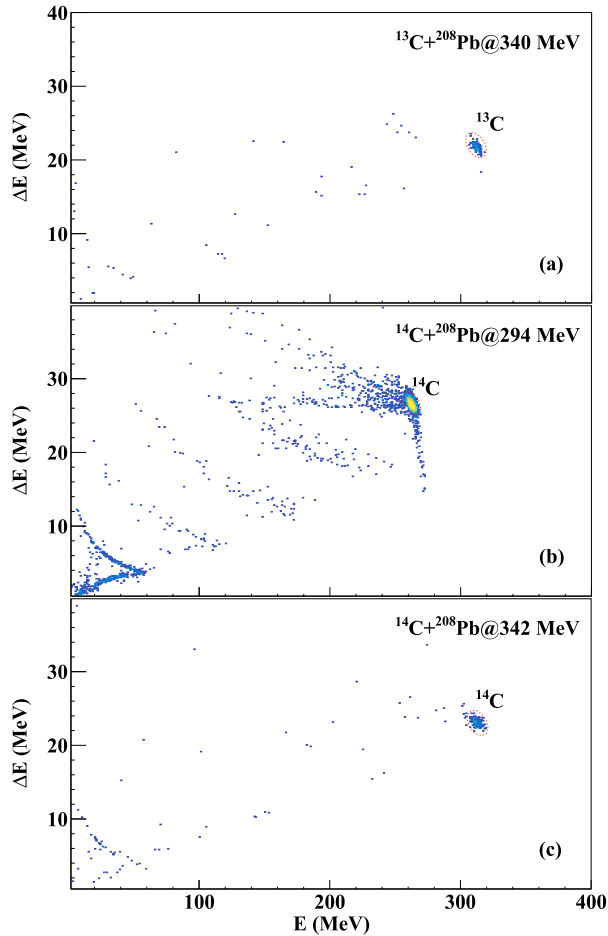 40
¹³C+²⁰⁸Pb@340 MeV
30
¹³C
ΔE (MeV)
20
10
(a)
¹⁴C+²⁰⁸Pb@294 MeV
30
¹⁴C
ΔE (MeV)
20
10
(b)
¹⁴C+²⁰⁸Pb@342 MeV
30
¹⁴C
ΔE (MeV)
20
10
(c)
100 200 300 400
E (MeV)